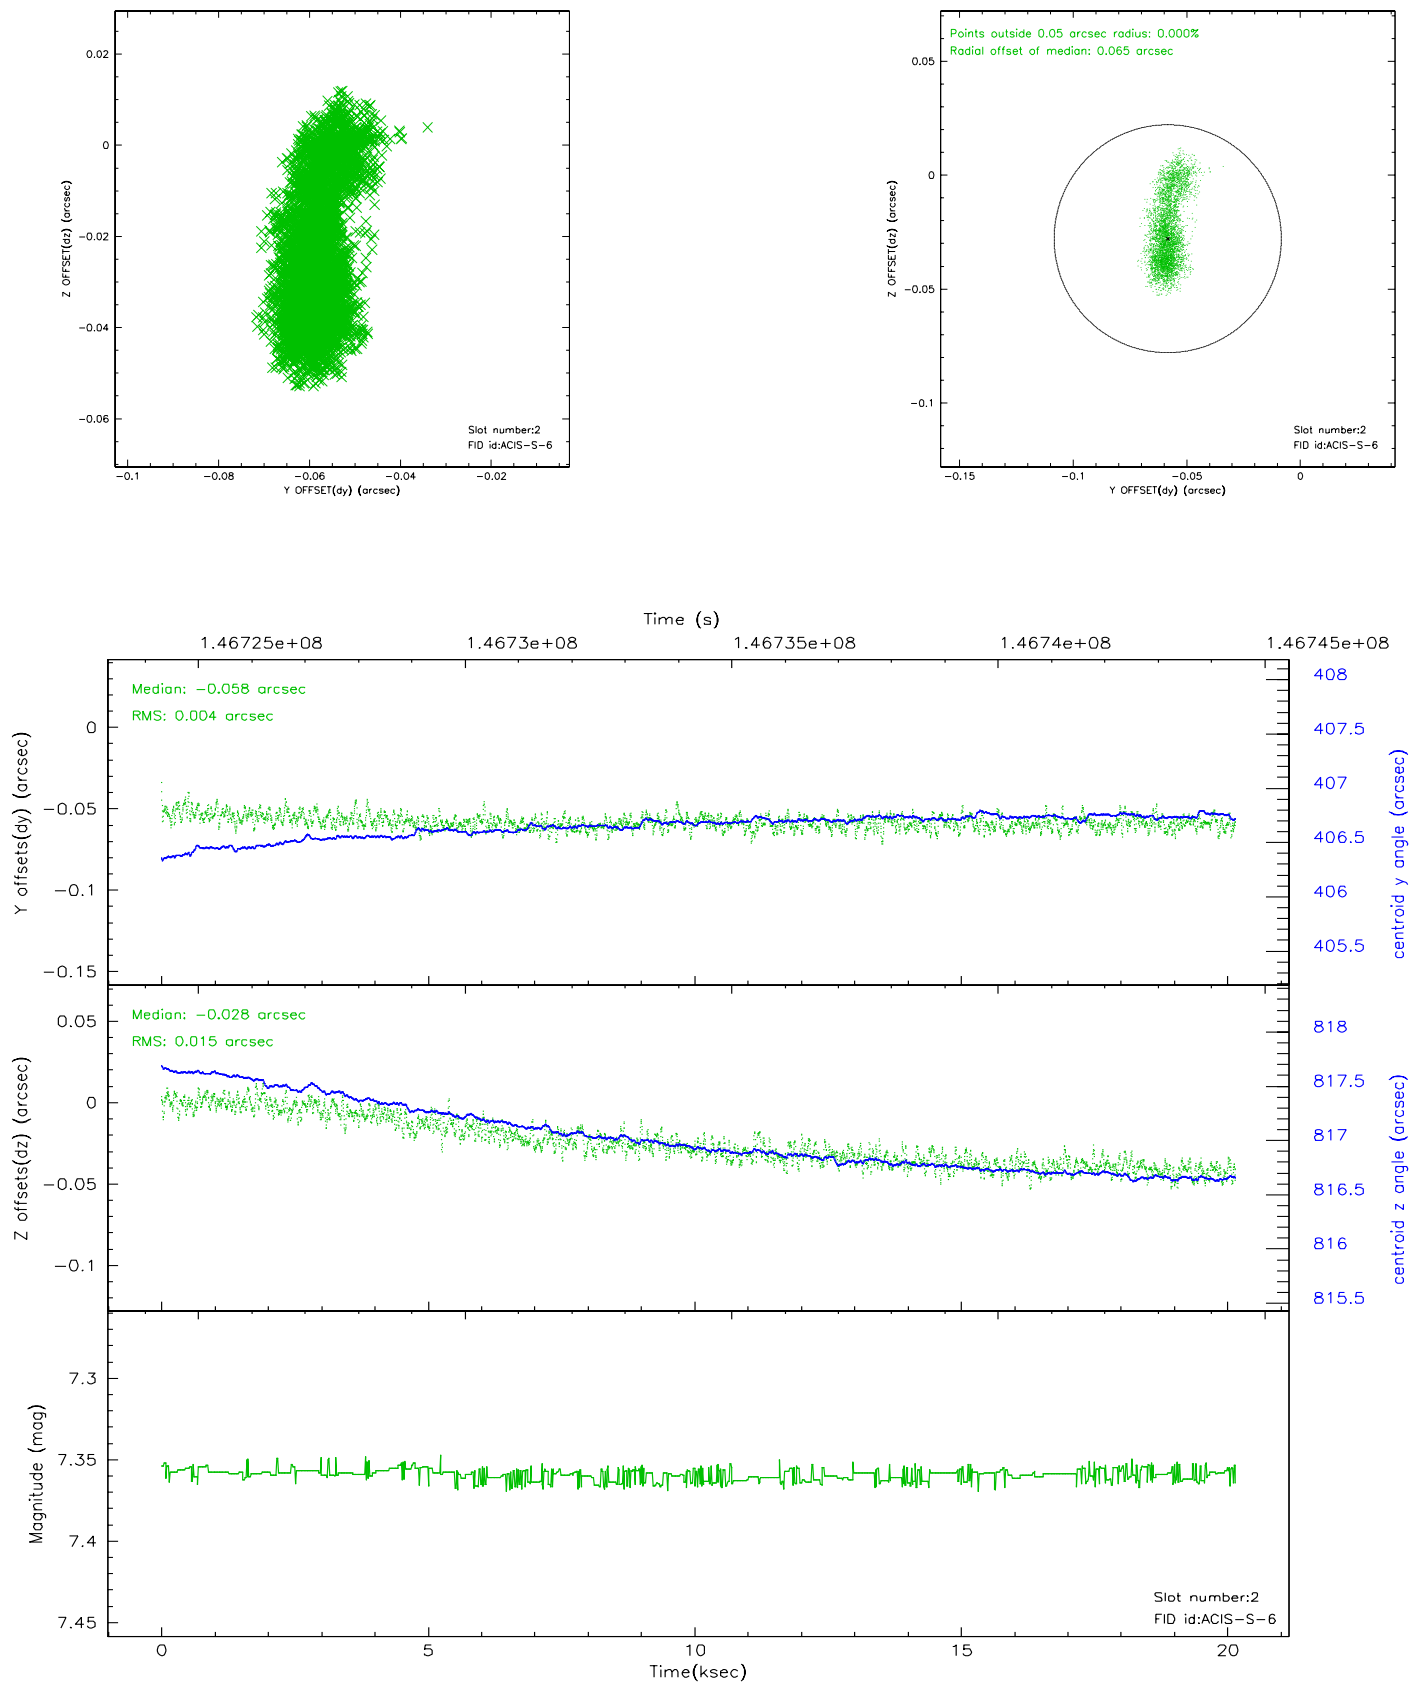 0.02
0
-0.02
-0.04
-0.06
Z OFFSET(dz) (arcsec)
Slot number:2
FID id:ACIS-S-6
-0.1
-0.08
-0.06
-0.04
-0.02
Y OFFSET(dy) (arcsec)
Points outside 0.05 arcsec radius: 0.000%
Radial offset of median: 0.065 arcsec
0.05
0
-0.05
-0.1
Z OFFSET(dz) (arcsec)
Slot number:2
FID id:ACIS-S-6
-0.15
-0.1
-0.05
0
Y OFFSET(dy) (arcsec)
Time (s)
1.46725e+08
1.4673e+08
1.46735e+08
1.4674e+08
1.46745e+08
Median: -0.058 arcsec
RMS: 0.004 arcsec
0
-0.05
-0.1
-0.15
Y offsets(dy) (arcsec)
408
407.5
407
406.5
406
405.5
centroid y angle (arcsec)
Median: -0.028 arcsec
RMS: 0.015 arcsec
0.05
0
-0.05
-0.1
Z offsets(dz) (arcsec)
818
817.5
817
816.5
816
815.5
centroid z angle (arcsec)
7.3
7.35
7.4
7.45
Magnitude (mag)
Slot number:2
FID id:ACIS-S-6
0
5
10
15
20
Time(ksec)